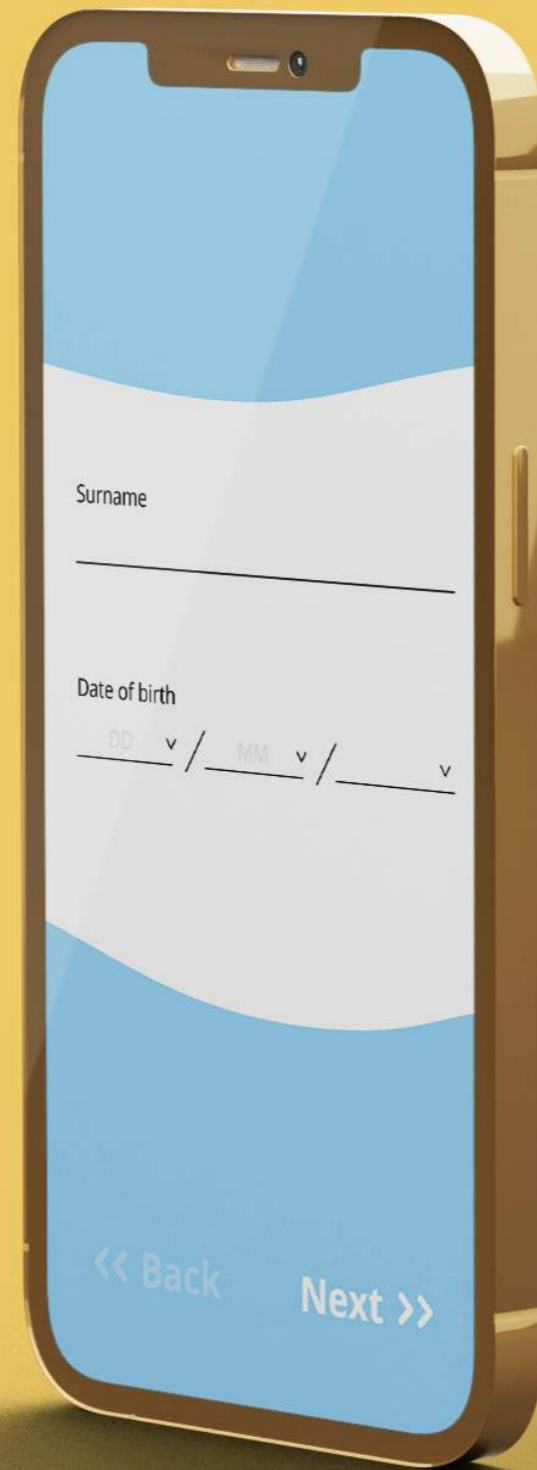 Surname
Date of birth
DD v / MM v / v
<< Back Next >>